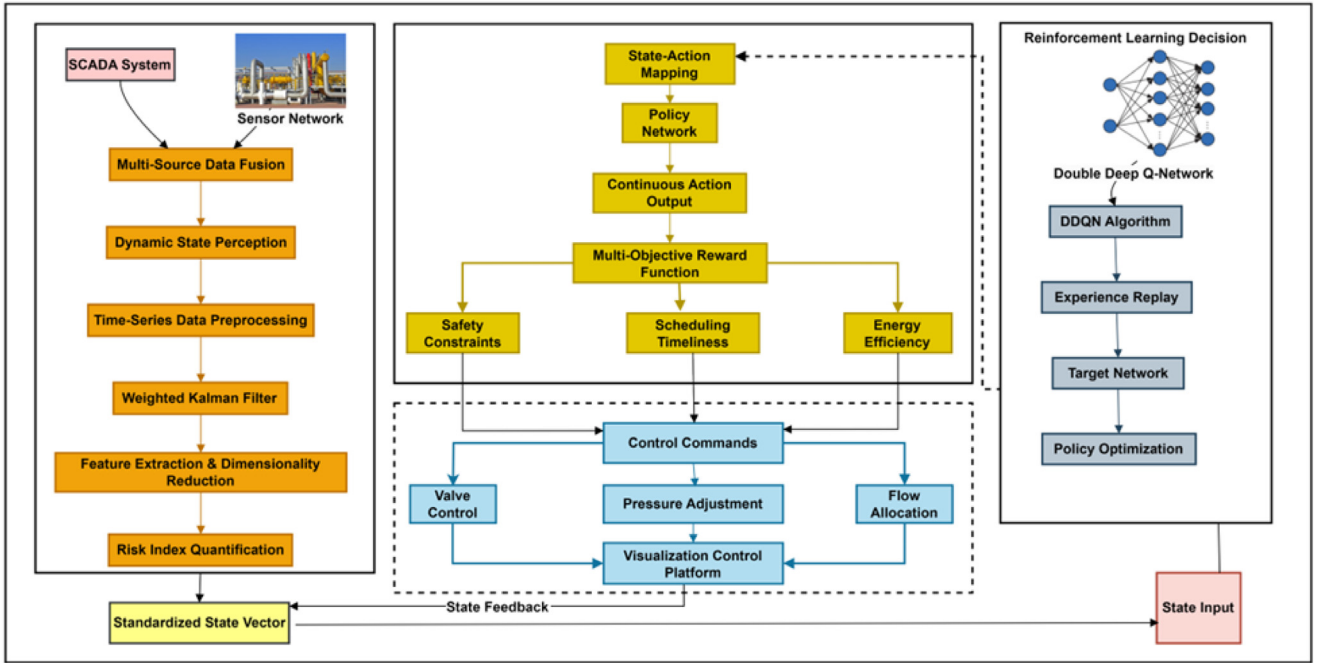 SCADA System
Sensor Network
Multi-Source Data Fusion
Dynamic State Perception
Time-Series Data Preprocessing
Weighted Kalman Filter
Feature Extraction & Dimensionality
Reduction
Risk Index Quantification
Standardized State Vector
State-Action
Mapping
Policy
Network
Continuous Action
Output
Multi-Objective Reward
Function
Safety
Constraints
Scheduling
Timeliness
Energy
Efficiency
Control Commands
Valve
Control
Pressure Adjustment
Flow
Allocation
Visualization Control
Platform
State Feedback
Reinforcement Learning Decision
Double Deep Q-Network
DDQN Algorithm
Experience Replay
Target Network
Policy Optimization
State Input